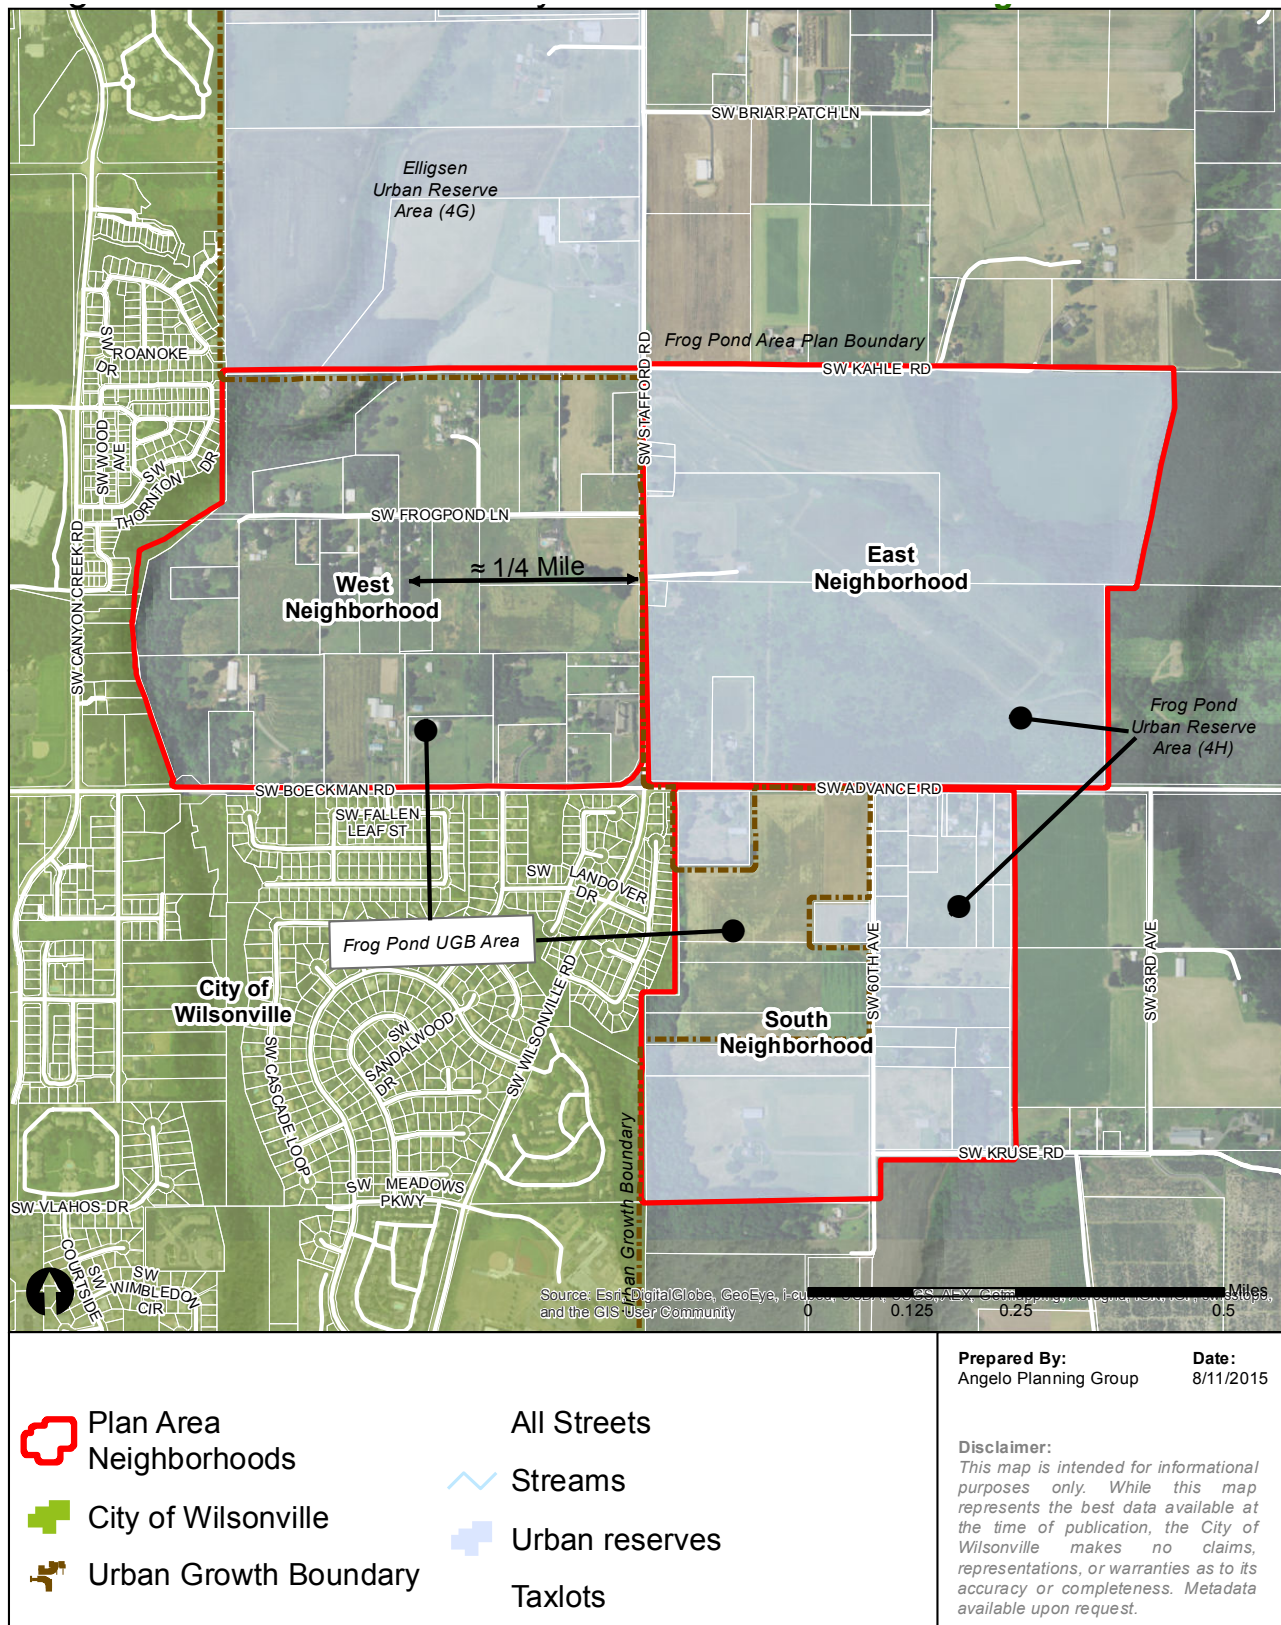 SW BRIAR PATCH LN
Elligsen
Urban Reserve
Area (4G)
SW STAFFORD RD
Frog Pond Area Plan Boundary
SW KAHLE RD
SW
ROANOKE
DR
SW WOOD
AVE
SW
THORNTON
DR
SW CANYON CREEK RD
SW FROGPOND LN
≈ 1/4 Mile
West
Neighborhood
East
Neighborhood
Frog Pond
Urban Reserve
Area (4H)
SW BOECKMAN RD
SW ADVANCE RD
SW FALLEN
LEAF ST
SW LANDOVER
DR
Frog Pond UGB Area
SW 60TH AVE
SW 53RD AVE
City of
Wilsonville
SW WILSONVILLE RD
South
Neighborhood
SW
SANDALWOOD
DR
SW CASCADE LOOP
Urban Growth Boundary
SW KRUSE RD
SW MEADOWS
PKWY
SW VLAHOS DR
SW
COURTSIDE
SW
WIMBLEDON
CIR
Source: Esri, DigitalGlobe, GeoEye,
and the GIS User Community
Miles
0 0.125 0.25 0.5
Plan Area
Neighborhoods
City of Wilsonville
Urban Growth Boundary
All Streets
Streams
Urban reserves
Taxlots
Prepared By: Date:
Angelo Planning Group 8/11/2015
Disclaimer:
This map is intended for informational
purposes only. While this map
represents the best data available at
the time of publication, the City of
Wilsonville makes no claims,
representations, or warranties as to its
accuracy or completeness. Metadata
available upon request.